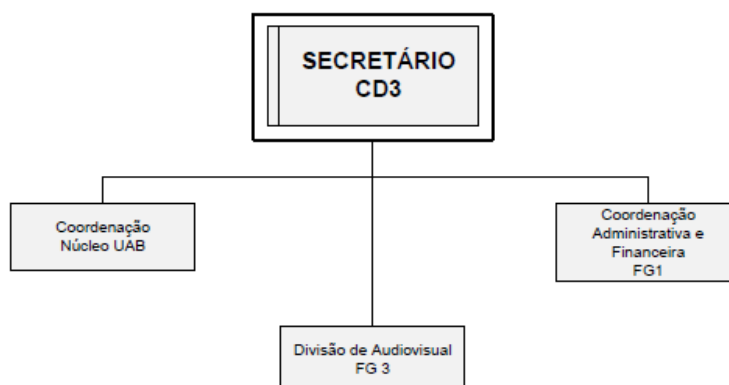 SECRETÁRIO
CD3
Coordenação
Núcleo UAB
Coordenação
Administrativa e
Financeira
FG1
Divisão de Audiovisual
FG 3